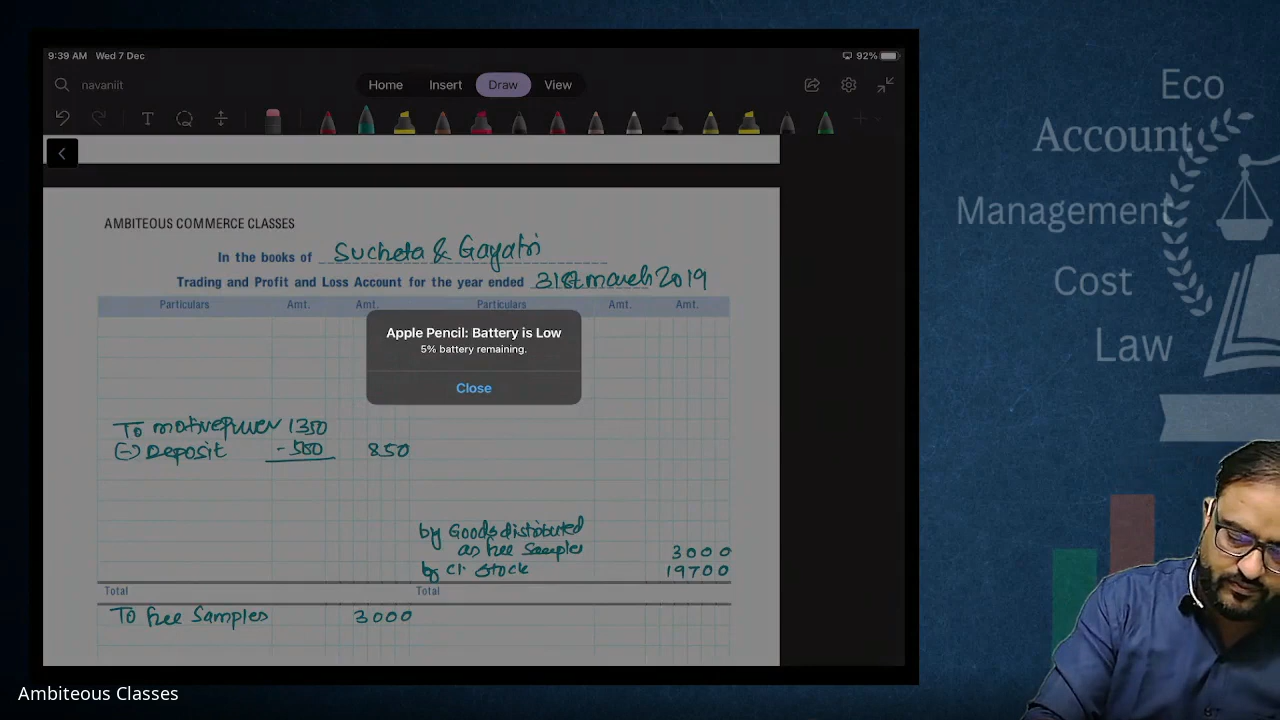 9:39 AM Wed 7 Dec
92%
navaniit
Home Insert Draw View
AMBITEOUS COMMERCE CLASSES
In the books of Sucheta & Gayatri
Trading and Profit and Loss Account for the year ended 31st march 2019
Particulars Amt. Amt. Particulars Amt. Amt.
Apple Pencil: Battery is Low
5% battery remaining.
Close
To motivepower 1350
(-) Deposit - 500 850
by Goods distributed
as free Samples 3000
by Cl. Stock 19700
Total Total
To free Samples 3000
Eco
Account
Management
Cost
Law
Ambiteous Classes